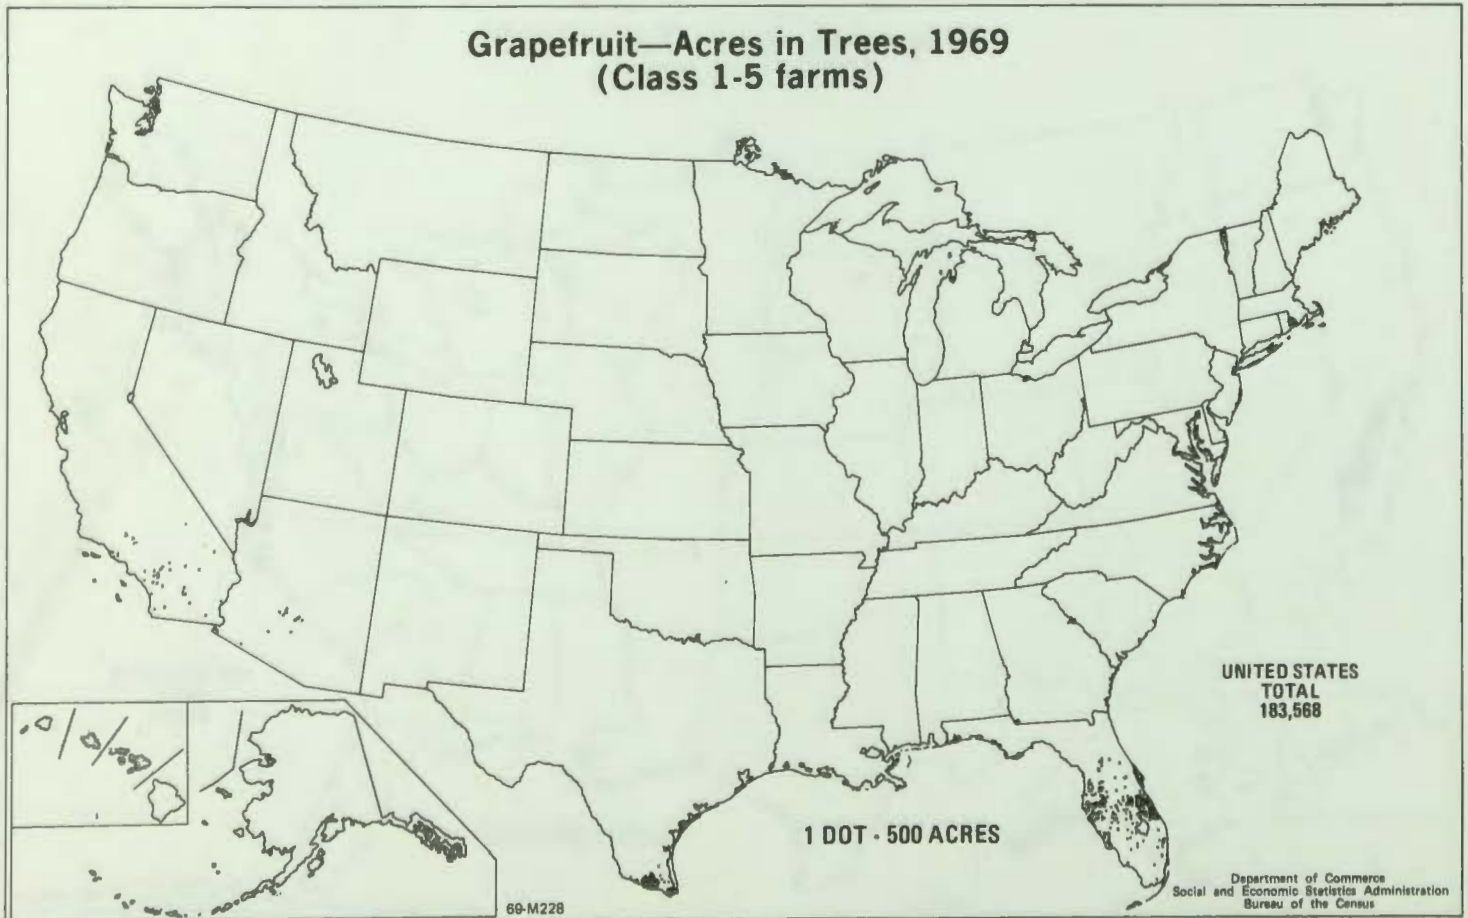 Grapefruit—Acres in Trees, 1969
(Class 1-5 farms)
UNITED STATES
TOTAL
183,568
1 DOT - 500 ACRES
Department of Commerce
Social and Economic Statistics Administration
Bureau of the Census
69-M228